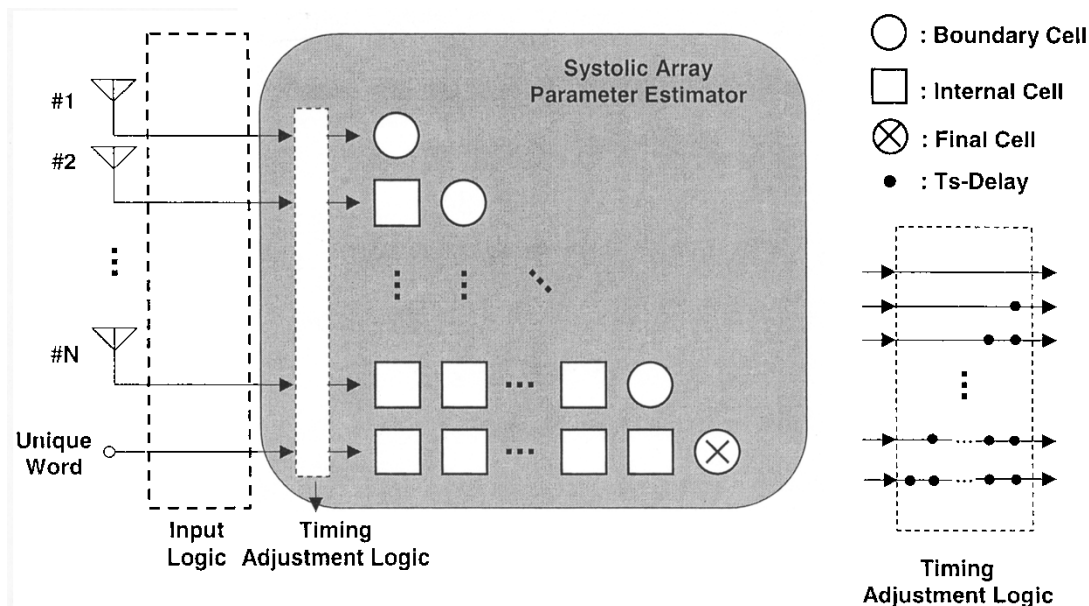 #1
#2
#N
Unique
Word
Input
Logic
Timing
Adjustment Logic
Systolic Array
Parameter Estimator
: Boundary Cell
: Internal Cell
: Final Cell
: Ts-Delay
Timing
Adjustment Logic